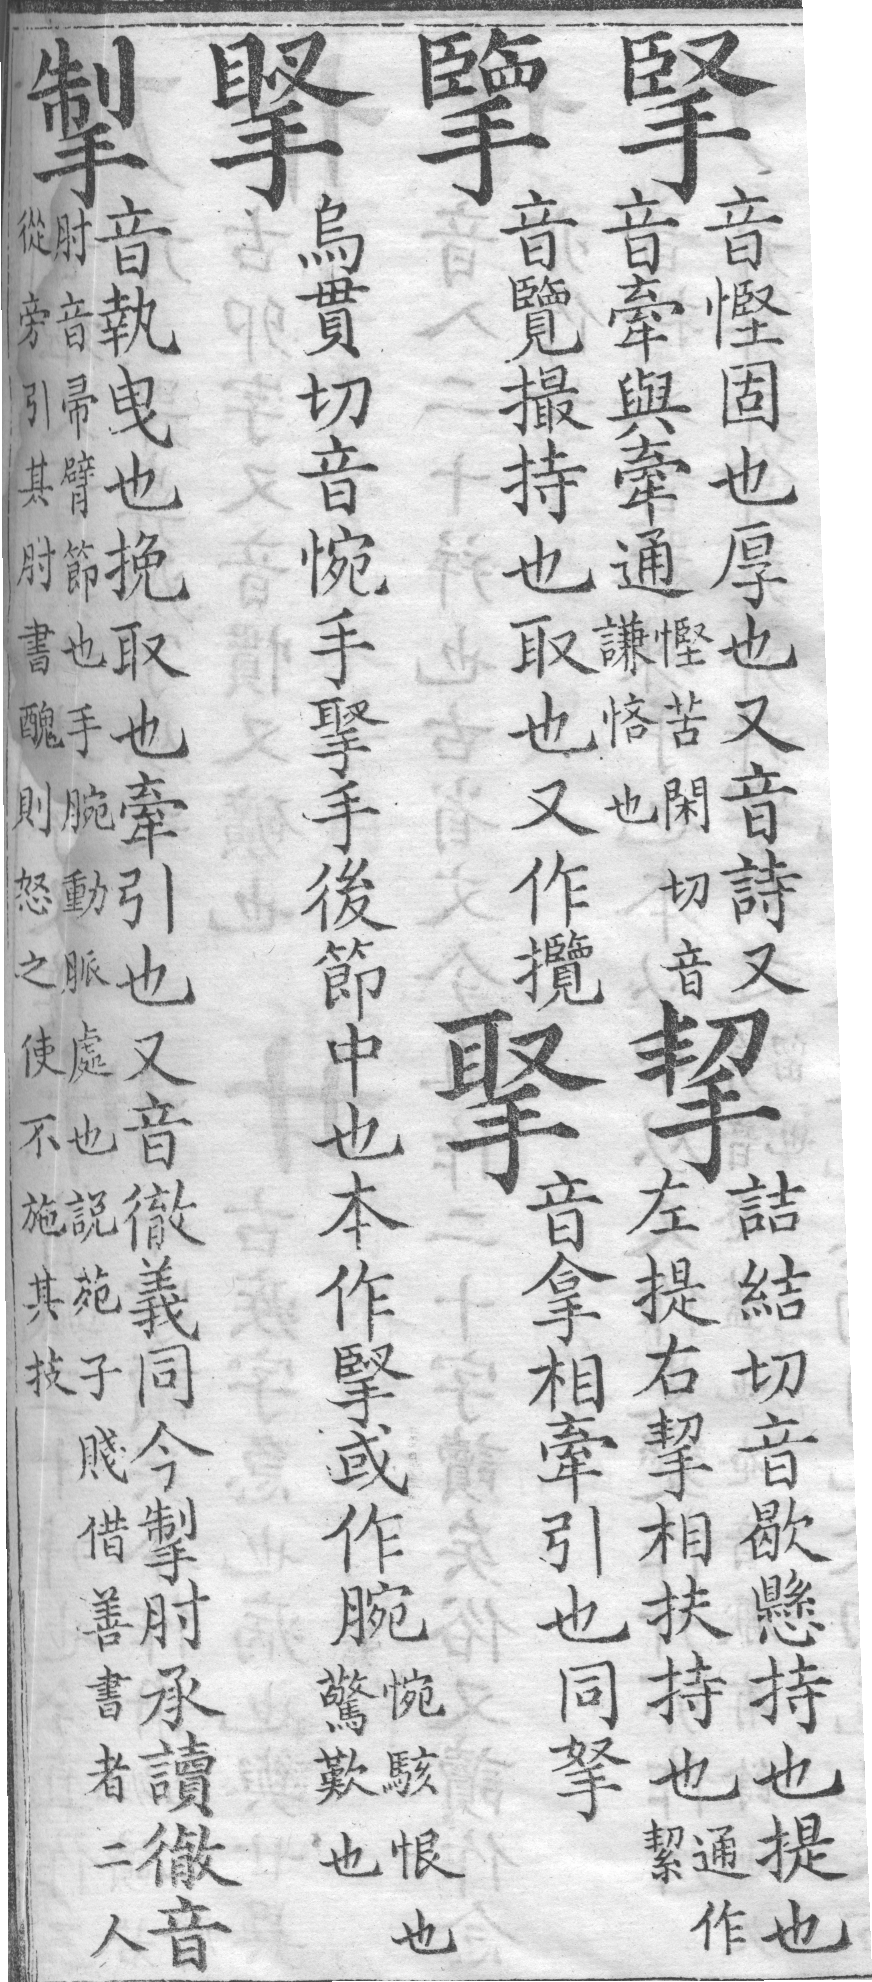 掔
音慳固也厚也又音詩又
音牽與牽通
慳苦閑切音
謙悋也
挈
詰結切音歇懸持也提也
左提右挈相扶持也
通作
絜
擥
音覽撮持也取也又作攬
音拿相牽引也同拏
烏貫切音惋手手後節中也本作掔或作腕
惋駭恨也
驚歎也
掣
音執曳也挽取也牽引也又音徹義同今掣肘承讀徹音
肘音帚臂節也手腕動脈處也説苑子賤借善書者二人
從旁引其肘書醜則怒之使不施其技